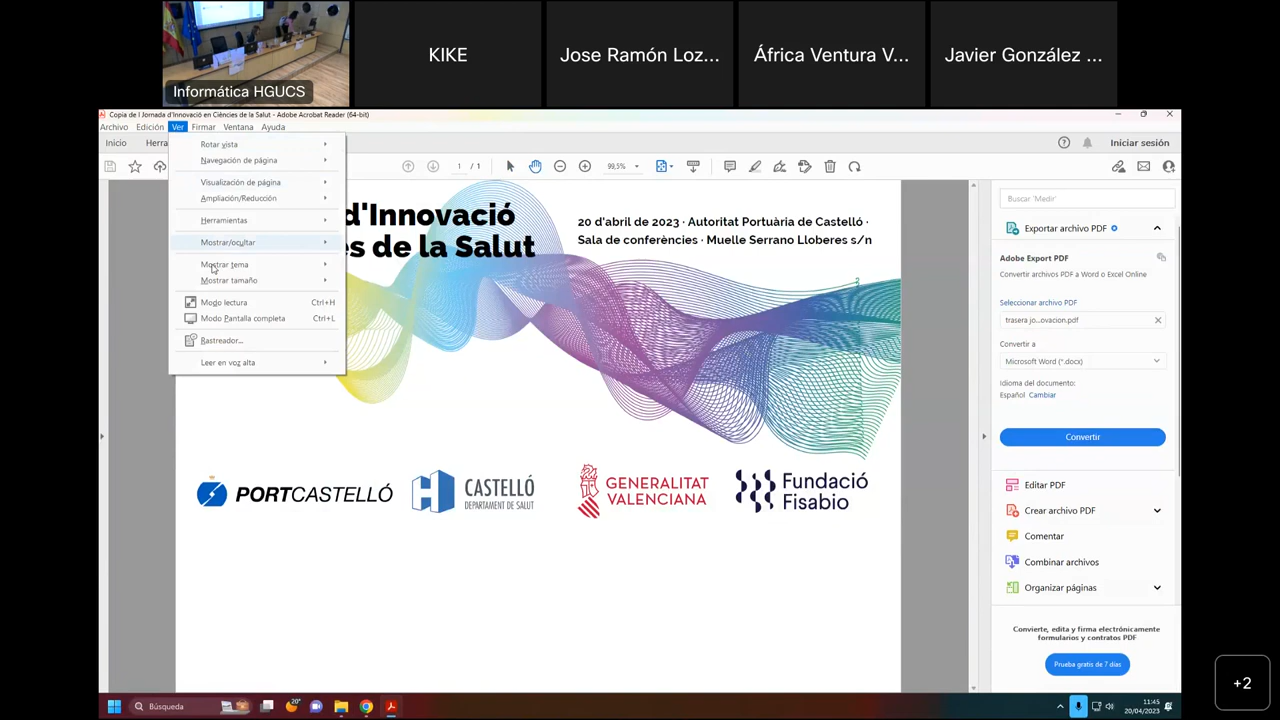 Informática HGUCS
KIKE
Jose Ramón Loz...
África Ventura V...
Javier González ...
Copia de I Jornada d'Innovació en Ciències de la Salut - Adobe Acrobat Reader (64-bit)
Archivo Edición Ver Firmar Ventana Ayuda
Inicio Herra
Iniciar sesión
1 / 1
99,5%
Rotar vista
Navegación de página
Visualización de página
Ampliación/Reducción
Herramientas
Mostrar/ocultar
Mostrar tema
Mostrar tamaño
Modo lectura Ctrl+H
Modo Pantalla completa Ctrl+L
Rastreador...
Leer en voz alta
d'Innovació
es de la Salut
20 d'abril de 2023 · Autoritat Portuària de Castelló ·
Sala de conferències · Muelle Serrano Lloberes s/n
PORTCASTELLÓ
CASTELLÓ
DEPARTAMENT DE SALUT
GENERALITAT
VALENCIANA
Fundació
Fisabio
Buscar 'Medir'
Exportar archivo PDF
Adobe Export PDF
Convertir archivos PDF a Word o Excel Online
Seleccionar archivo PDF
trasera jo...ovacion.pdf
Convertir a
Microsoft Word (*.docx)
Idioma del documento:
Español Cambiar
Convertir
Editar PDF
Crear archivo PDF
Comentar
Combinar archivos
Organizar páginas
Convierte, edita y firma electrónicamente
formularios y contratos PDF
Prueba gratis de 7 días
+2
Búsqueda
20°
11:45
20/04/2023